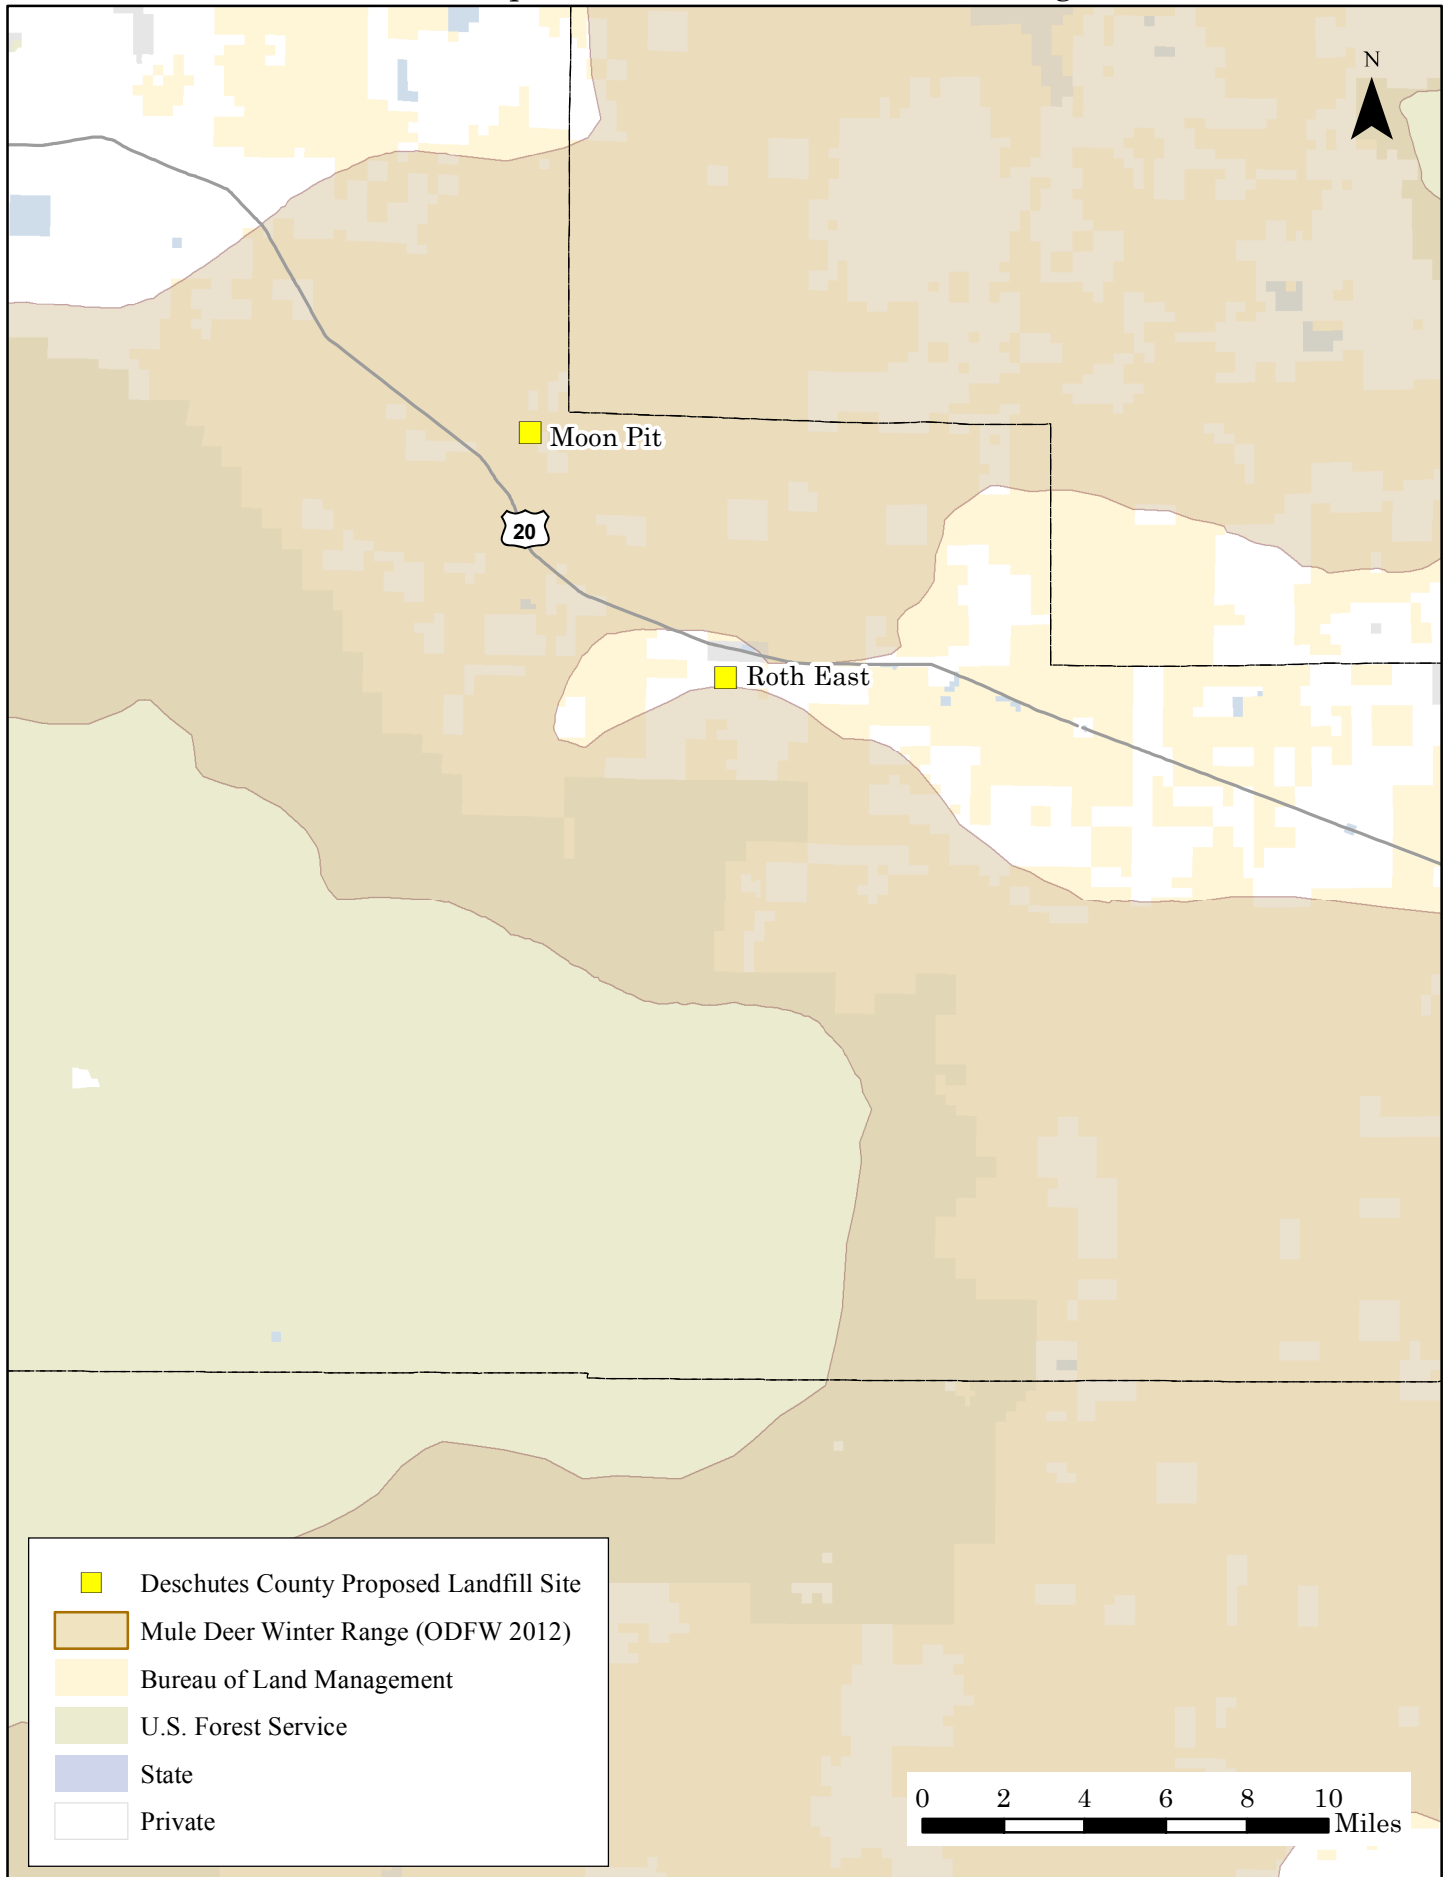 N
Moon Pit
20
Roth East
Deschutes County Proposed Landfill Site
Mule Deer Winter Range (ODFW 2012)
Bureau of Land Management
U.S. Forest Service
State
Private
0 2 4 6 8 10
Miles